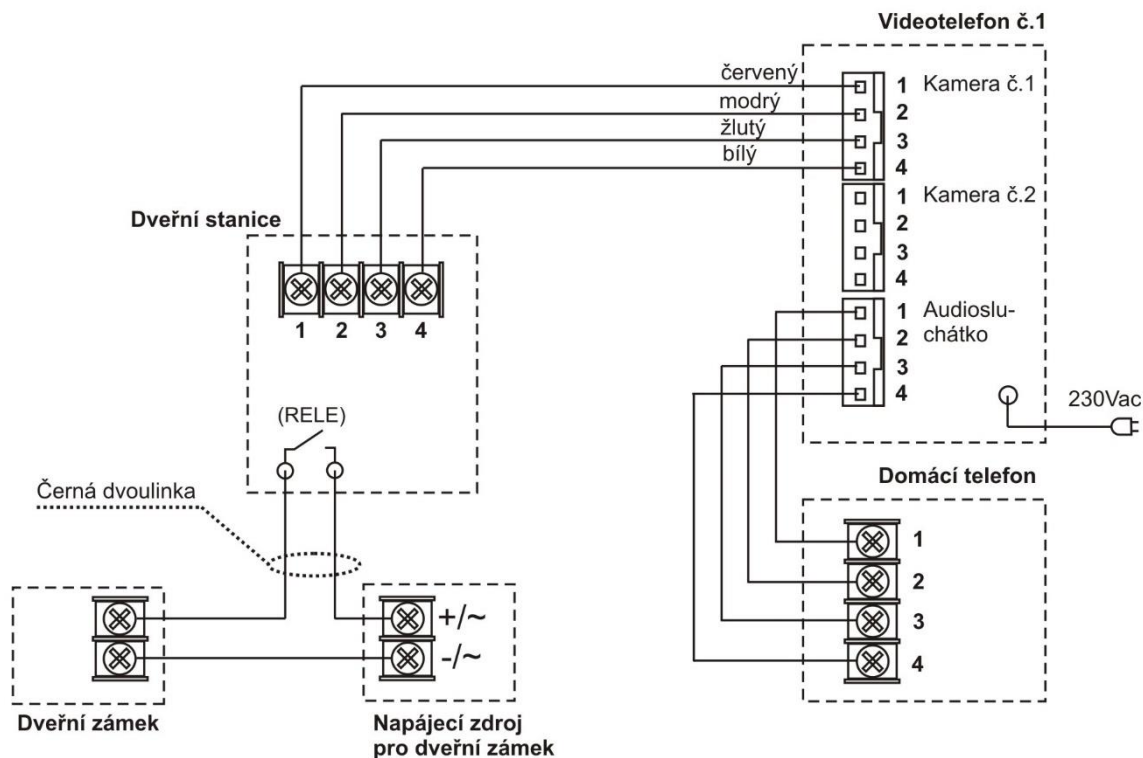 Videotelefon č.1
červený
modrý
žlutý
bílý
1 Kamera č.1
2
3
4
1 Kamera č.2
2
3
4
1 Audioslu-
chátko
2
3
4
230Vac
Dveřní stanice
1 2 3 4
(RELE)
Černá dvoulinka
+/~
-/~
Dveřní zámek
Napájecí zdroj
pro dveřní zámek
Domácí telefon
1
2
3
4